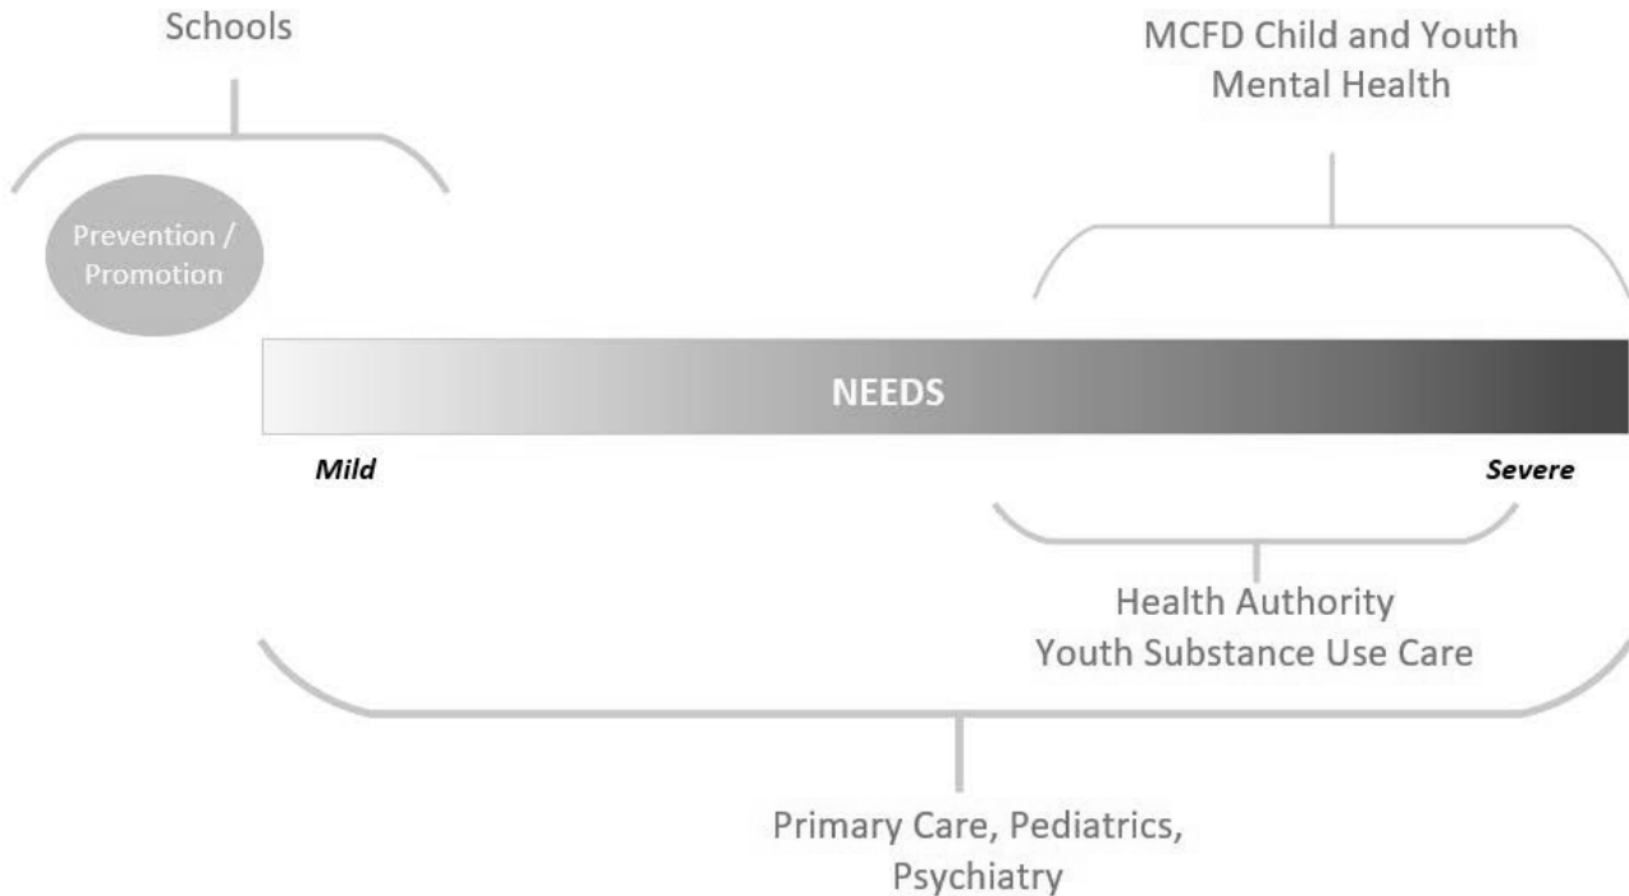 Schools
MCFD Child and Youth
Mental Health
Prevention /
Promotion
NEEDS
Mild
Severe
Health Authority
Youth Substance Use Care
Primary Care, Pediatrics,
Psychiatry